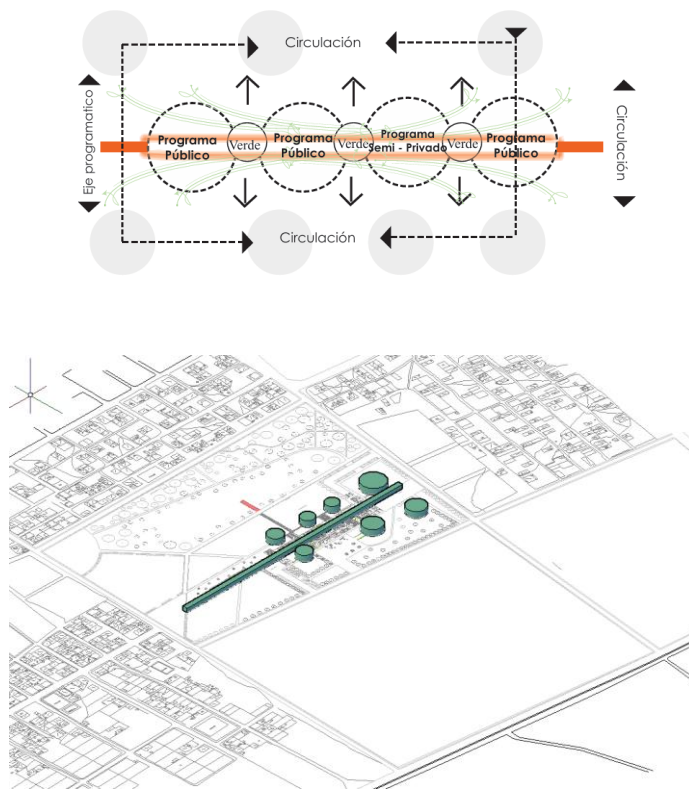 Circulación
Eje programatico
Programa
Público
Verde
Programa
Público
Verde
Programa
Semi - Privado
Verde
Programa
Público
Circulación
Circulación